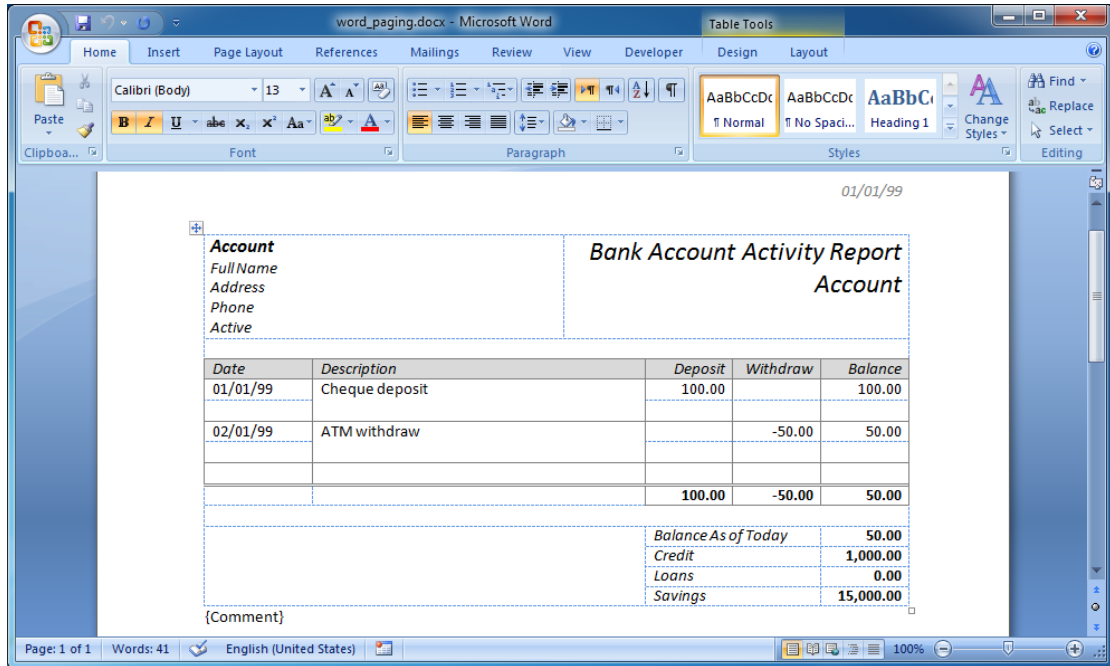 word_paging.docx - Microsoft Word
Table Tools
Home Insert Page Layout References Mailings Review View Developer Design Layout
Paste
Calibri (Body) 13
B I U abe X₂ X² Aa
AaBbCcDc AaBbCcDc AaBbC
¶ Normal ¶ No Spaci... Heading 1
Change Styles
Find
Replace
Select
Clipboa... Font Paragraph Styles Editing
01/01/99
Account
Full Name
Address
Phone
Active
Bank Account Activity Report
Account
Date Description Deposit Withdraw Balance
01/01/99 Cheque deposit 100.00 100.00
02/01/99 ATM withdraw -50.00 50.00
100.00 -50.00 50.00
Balance As of Today 50.00
Credit 1,000.00
Loans 0.00
Savings 15,000.00
{Comment}
Page: 1 of 1 Words: 41 English (United States) 100%